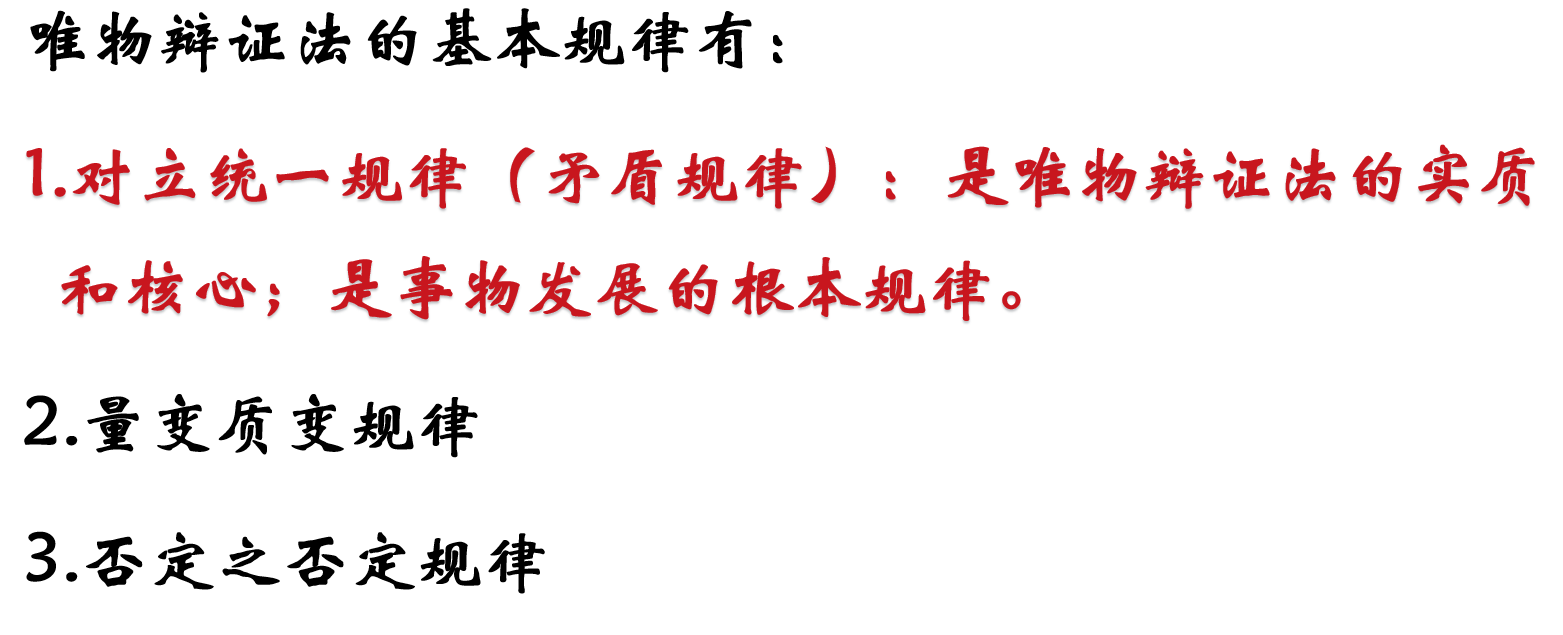 唯物辩证法的基本规律有：
1.对立统一规律（矛盾规律）：是唯物辩证法的实质
和核心；是事物发展的根本规律。
2.量变质变规律
3.否定之否定规律